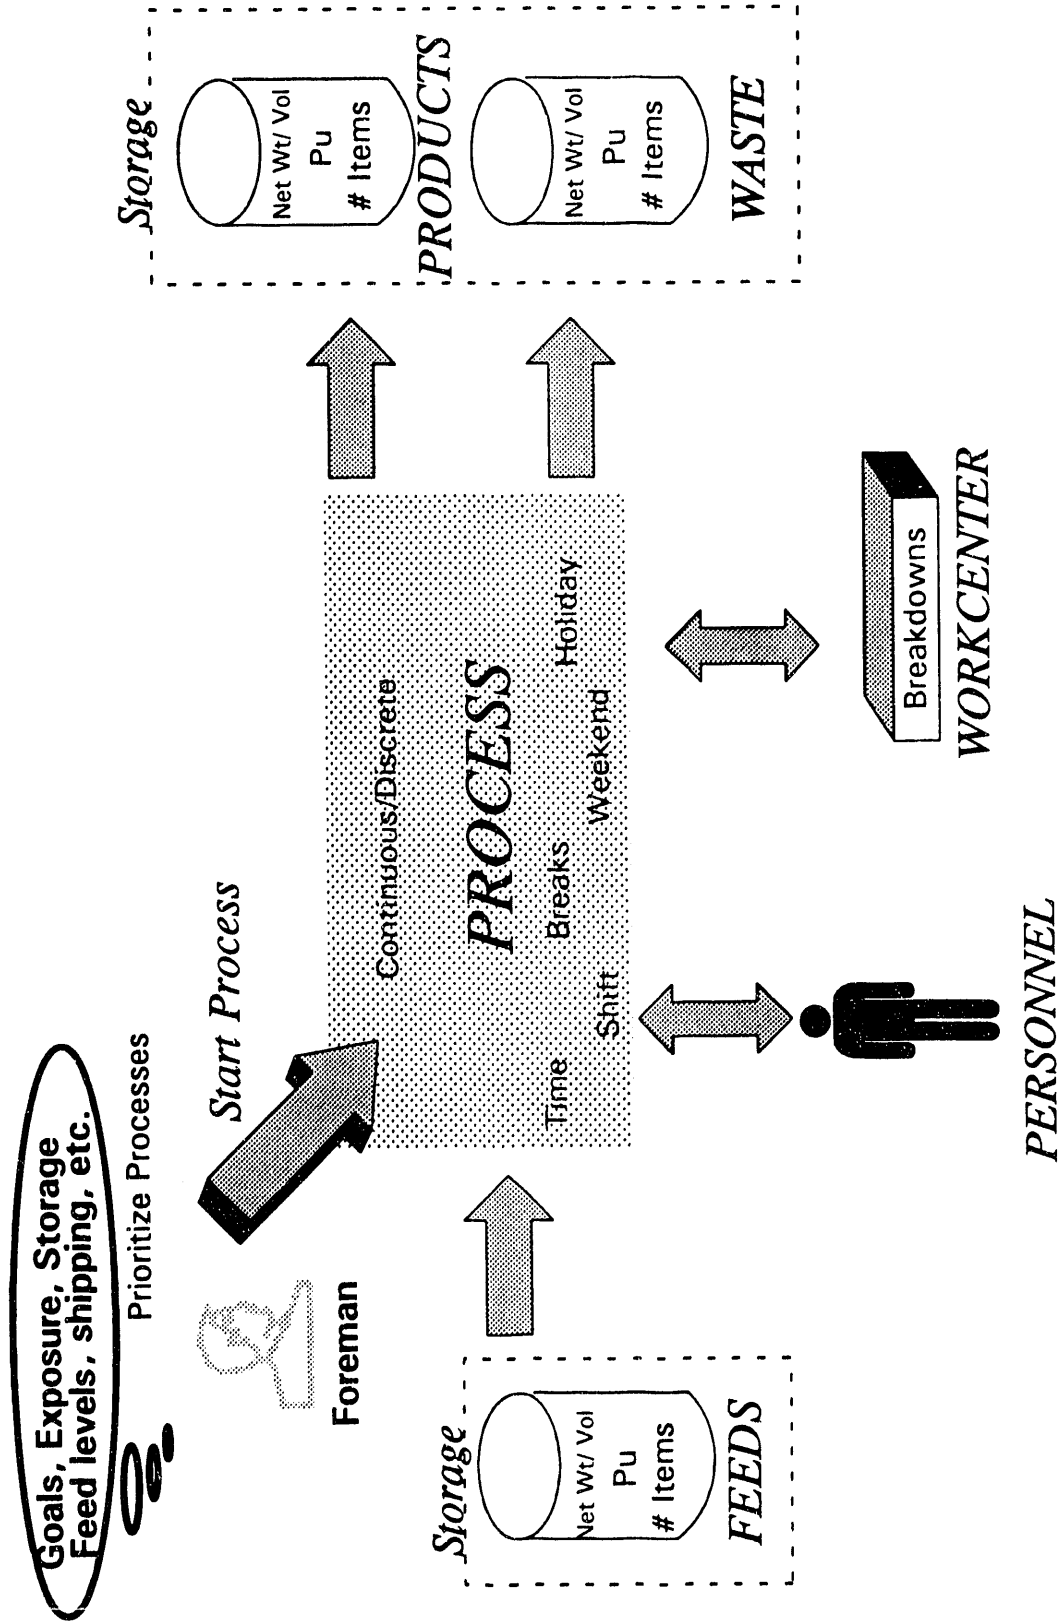 Goals, Exposure, Storage
Feed levels, shipping, etc.
Prioritize Processes
Foreman
Start Process
Storage
Net Wt/ Vol
Pu
# Items
FEEDS
Continuous/Discrete
PROCESS
Time
Shift
Breaks
Weekend
Holiday
PERSONNEL
Breakdowns
WORKCENTER
Storage
Net Wt/ Vol
Pu
# Items
PRODUCTS
Net Wt/ Vol
Pu
# Items
WASTE